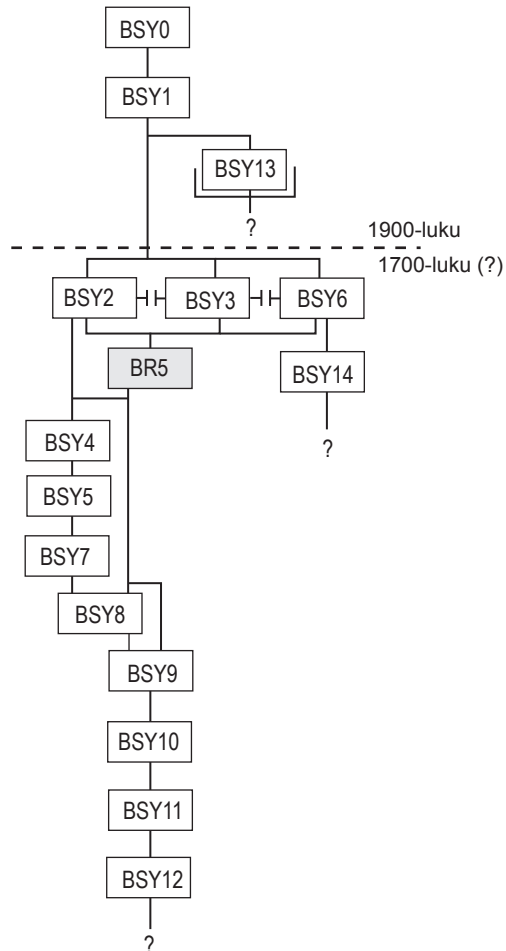 BSY0
BSY1
BSY13
?
1900-luku
1700-luku (?)
BSY2
BSY3
BSY6
BR5
BSY14
?
BSY4
BSY5
BSY7
BSY8
BSY9
BSY10
BSY11
BSY12
?